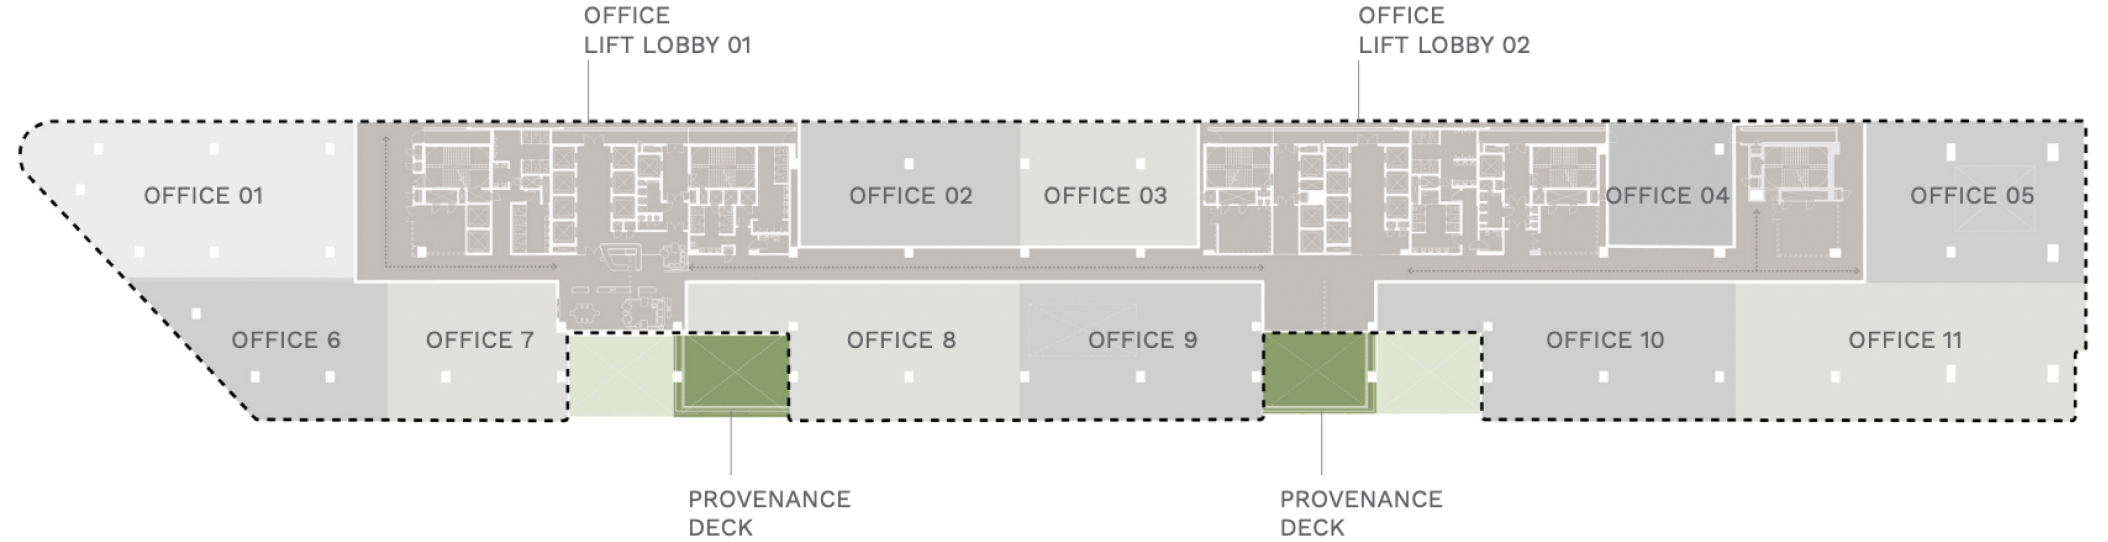 OFFICE
LIFT LOBBY 01
OFFICE
LIFT LOBBY 02
OFFICE 01
OFFICE 02
OFFICE 03
OFFICE 04
OFFICE 05
OFFICE 6
OFFICE 7
OFFICE 8
OFFICE 9
OFFICE 10
OFFICE 11
PROVENANCE
DECK
PROVENANCE
DECK